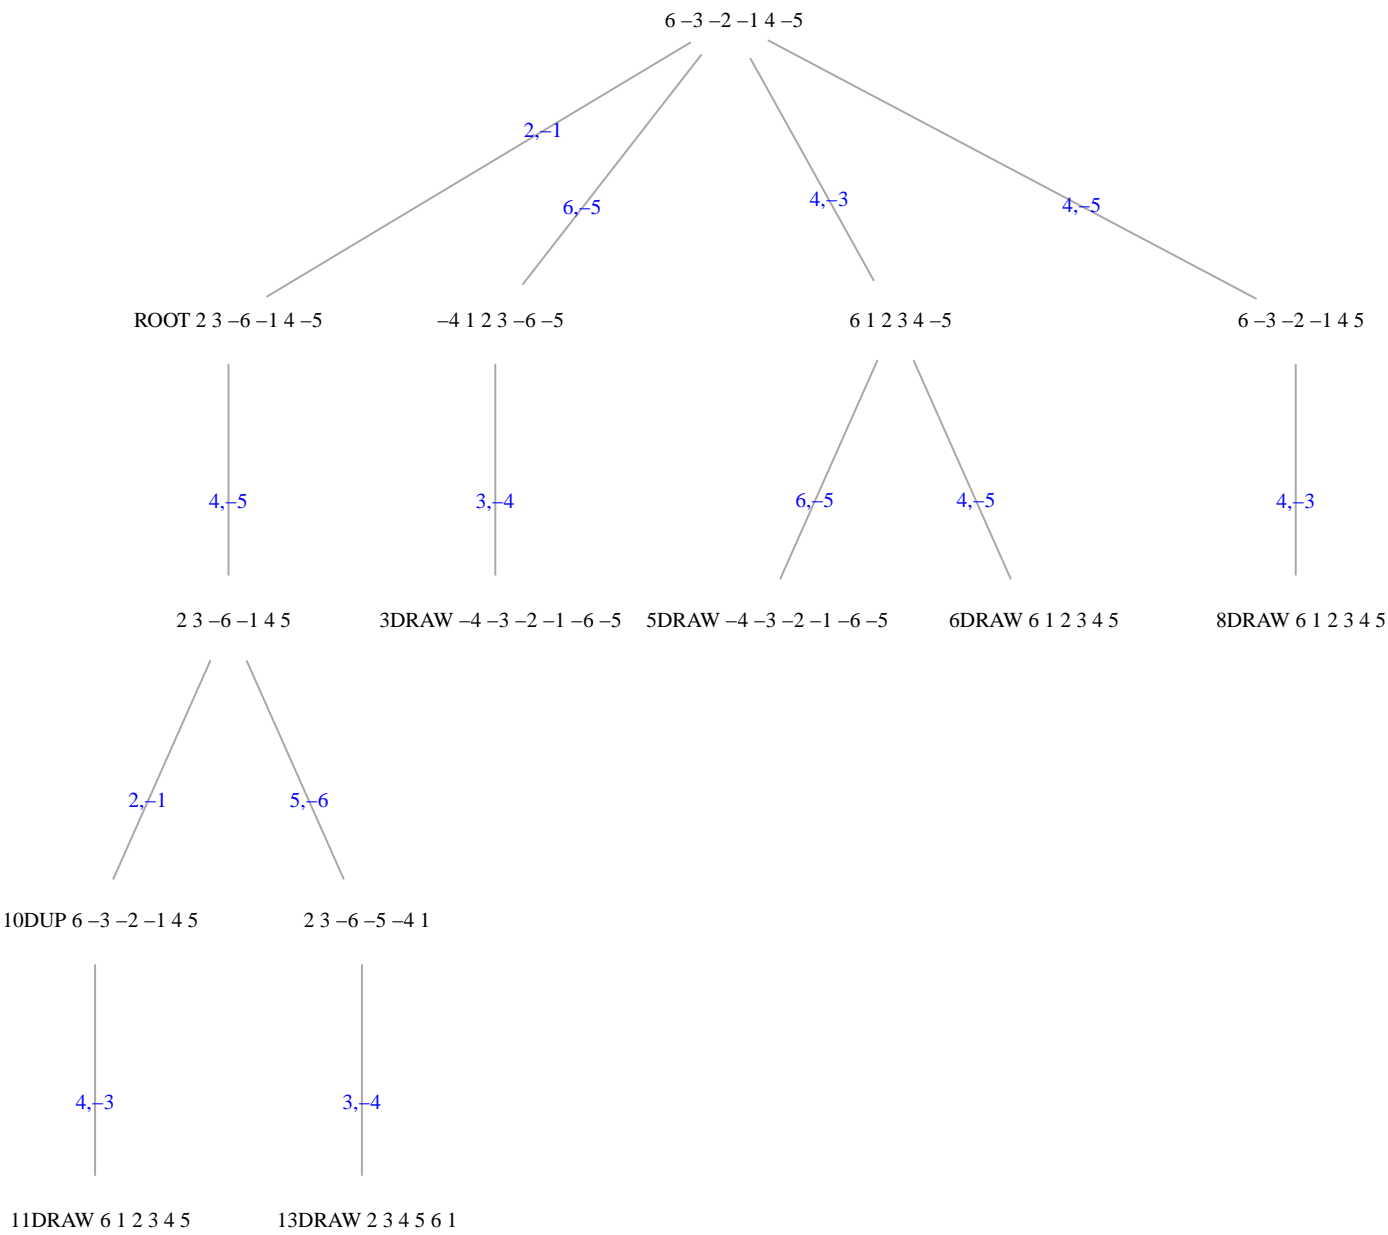 6 –3 –2 –1 4 –5
2,–1
6,–5
4,–3
4,–5
ROOT 2 3 –6 –1 4 –5
–4 1 2 3 –6 –5
6 1 2 3 4 –5
6 –3 –2 –1 4 5
4,–5
3,–4
6,–5
4,–5
4,–3
2 3 –6 –1 4 5
3DRAW –4 –3 –2 –1 –6 –5
5DRAW –4 –3 –2 –1 –6 –5
6DRAW 6 1 2 3 4 5
8DRAW 6 1 2 3 4 5
2,–1
5,–6
10DUP 6 –3 –2 –1 4 5
2 3 –6 –5 –4 1
4,–3
3,–4
11DRAW 6 1 2 3 4 5
13DRAW 2 3 4 5 6 1